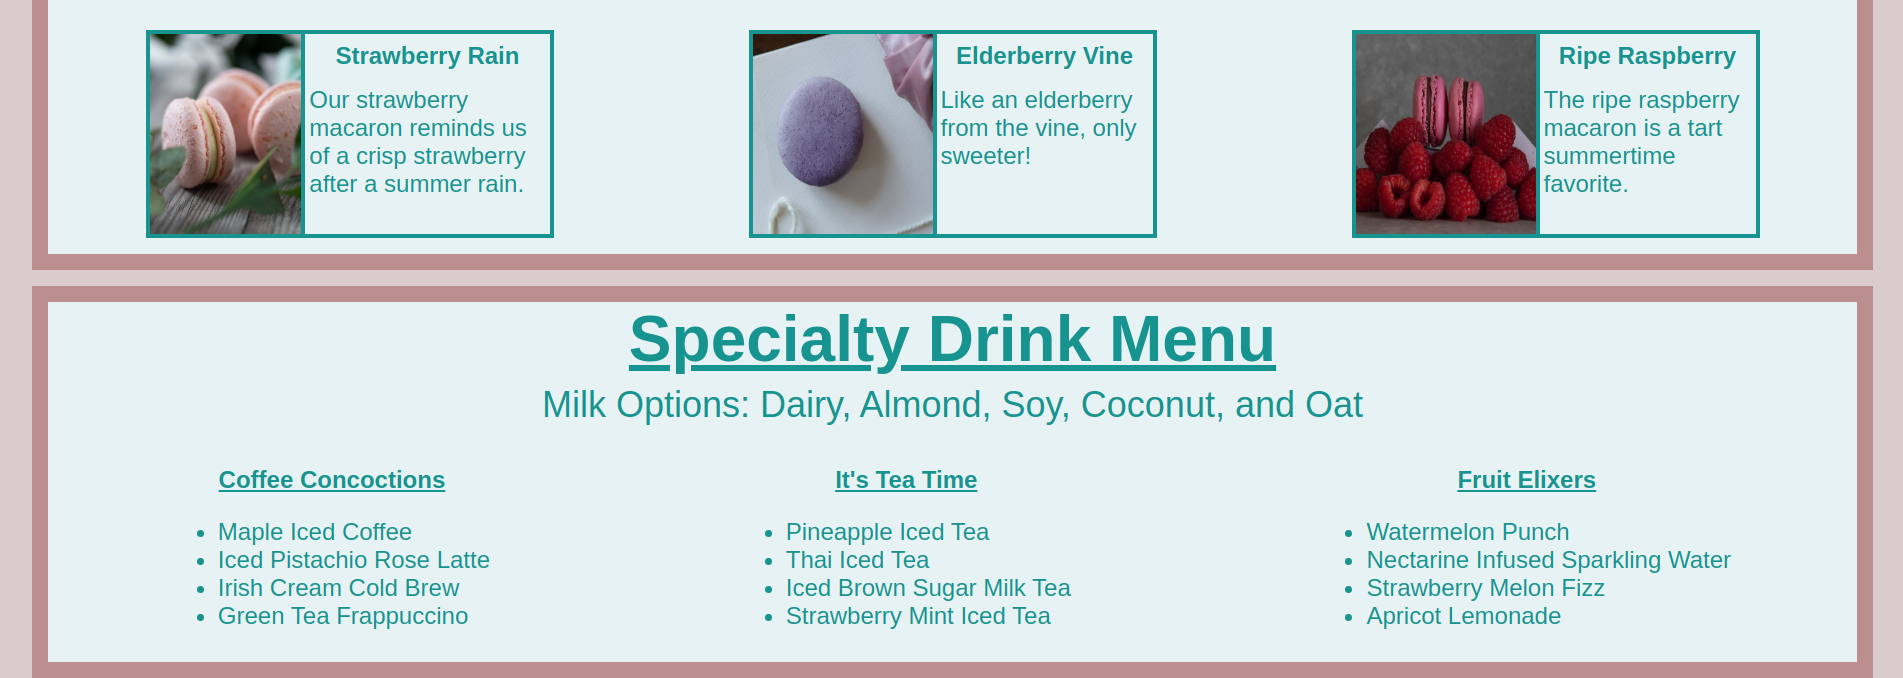 Strawberry Rain
Our strawberry
macaron reminds us
of a crisp strawberry
after a summer rain.
Elderberry Vine
Like an elderberry
from the vine, only
sweeter!
Ripe Raspberry
The ripe raspberry
macaron is a tart
summertime
favorite.
Specialty Drink Menu
Milk Options: Dairy, Almond, Soy, Coconut, and Oat
Coffee Concoctions
Maple Iced Coffee
Iced Pistachio Rose Latte
Irish Cream Cold Brew
Green Tea Frappuccino
It's Tea Time
Pineapple Iced Tea
Thai Iced Tea
Iced Brown Sugar Milk Tea
Strawberry Mint Iced Tea
Fruit Elixers
Watermelon Punch
Nectarine Infused Sparkling Water
Strawberry Melon Fizz
Apricot Lemonade